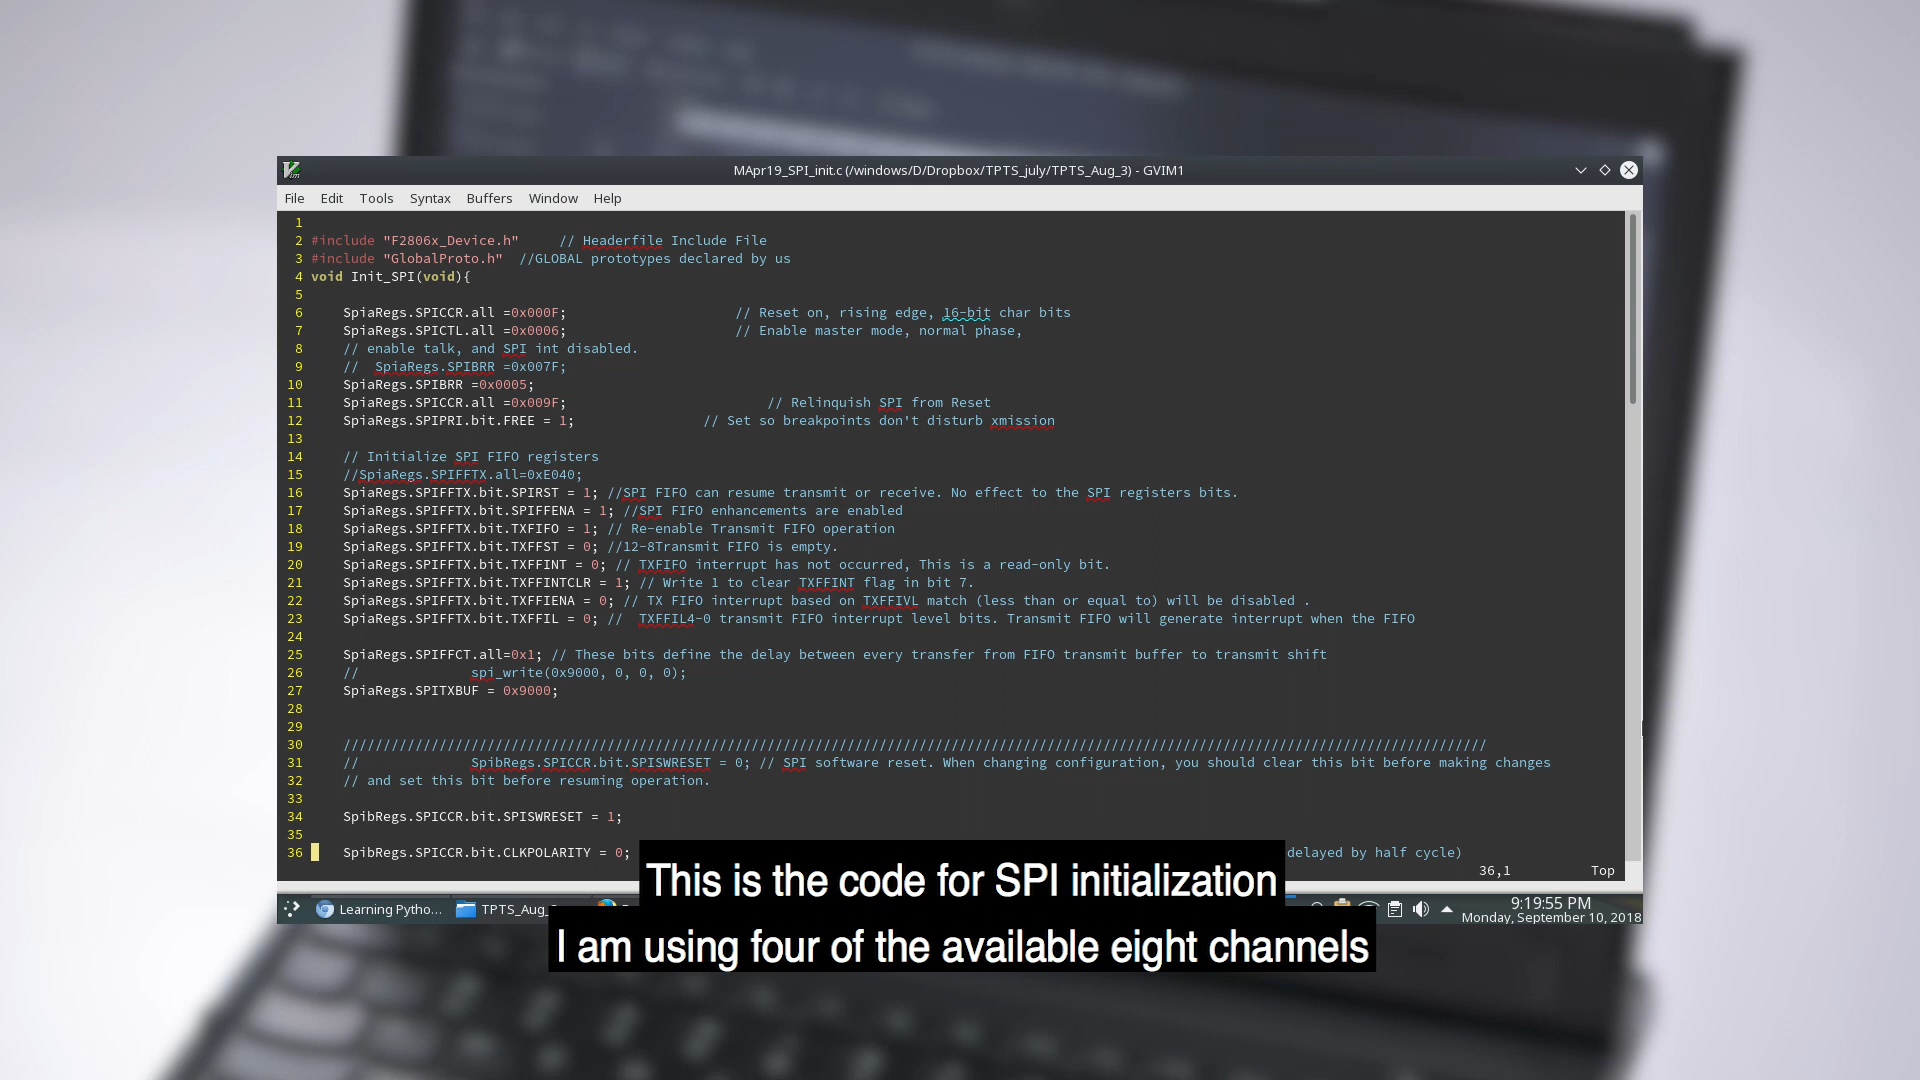 MApr19_SPI_init.c (/windows/D/Dropbox/TPTS_july/TPTS_Aug_3) - GVIM1
File Edit Tools Syntax Buffers Window Help
1
2 #include "F2806x_Device.h" // Headerfile Include File
3 #include "GlobalProto.h" //GLOBAL prototypes declared by us
4 void Init_SPI(void){
5
6 SpiaRegs.SPICCR.all =0x000F; // Reset on, rising edge, 16-bit char bits
7 SpiaRegs.SPICTL.all =0x0006; // Enable master mode, normal phase,
8 // enable talk, and SPI int disabled.
9 // SpiaRegs.SPIBRR =0x007F;
10 SpiaRegs.SPIBRR =0x0005;
11 SpiaRegs.SPICCR.all =0x009F; // Relinquish SPI from Reset
12 SpiaRegs.SPIPRI.bit.FREE = 1; // Set so breakpoints don't disturb xmission
13
14 // Initialize SPI FIFO registers
15 //SpiaRegs.SPIFFTX.all=0xE040;
16 SpiaRegs.SPIFFTX.bit.SPIRST = 1; //SPI FIFO can resume transmit or receive. No effect to the SPI registers bits.
17 SpiaRegs.SPIFFTX.bit.SPIFFENA = 1; //SPI FIFO enhancements are enabled
18 SpiaRegs.SPIFFTX.bit.TXFIFO = 1; // Re-enable Transmit FIFO operation
19 SpiaRegs.SPIFFTX.bit.TXFFST = 0; //12-8Transmit FIFO is empty.
20 SpiaRegs.SPIFFTX.bit.TXFFINT = 0; // TXFIFO interrupt has not occurred, This is a read-only bit.
21 SpiaRegs.SPIFFTX.bit.TXFFINTCLR = 1; // Write 1 to clear TXFFINT flag in bit 7.
22 SpiaRegs.SPIFFTX.bit.TXFFIENA = 0; // TX FIFO interrupt based on TXFFIVL match (less than or equal to) will be disabled .
23 SpiaRegs.SPIFFTX.bit.TXFFIL = 0; // TXFFIL4-0 transmit FIFO interrupt level bits. Transmit FIFO will generate interrupt when the FIFO
24
25 SpiaRegs.SPIFFCT.all=0x1; // These bits define the delay between every transfer from FIFO transmit buffer to transmit shift
26 // spi_write(0x9000, 0, 0, 0);
27 SpiaRegs.SPITXBUF = 0x9000;
28
29
30 ///////////////////////////////////////////////////////////////////////////////////////////////////////////////////////////////////////////////
31 // SpibRegs.SPICCR.bit.SPISWRESET = 0; // SPI software reset. When changing configuration, you should clear this bit before making changes
32 // and set this bit before resuming operation.
33
34 SpibRegs.SPICCR.bit.SPISWRESET = 1;
35
36 SpibRegs.SPICCR.bit.CLKPOLARITY = 0; delayed by half cycle)
36,1 Top
This is the code for SPI initialization
I am using four of the available eight channels
Learning Pytho... TPTS_Aug_ 9:19:55 PM
Monday, September 10, 2018